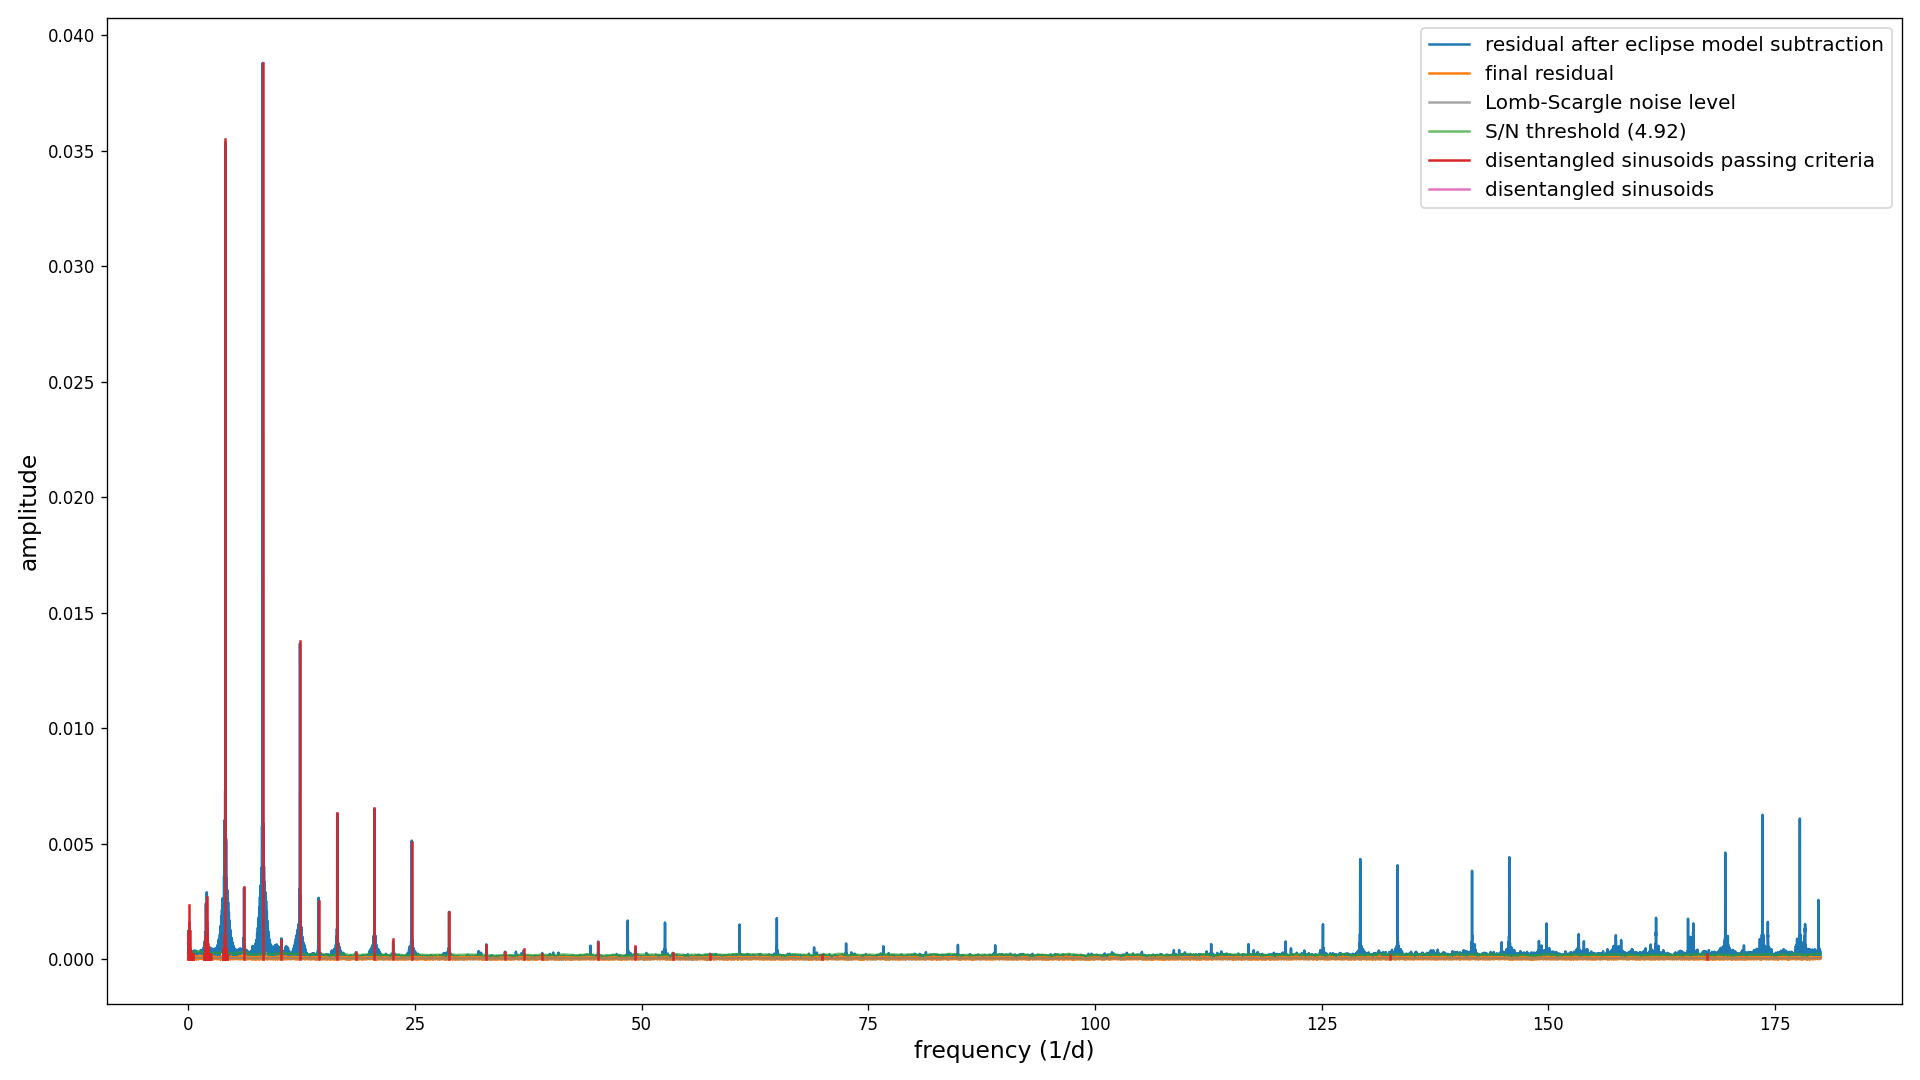 0.040
0.035
0.030
0.025
0.020
0.015
0.010
0.005
0.000
amplitude
0 25 50 75 100 125 150 175
frequency (1/d)
residual after eclipse model subtraction
final residual
Lomb-Scargle noise level
S/N threshold (4.92)
disentangled sinusoids passing criteria
disentangled sinusoids